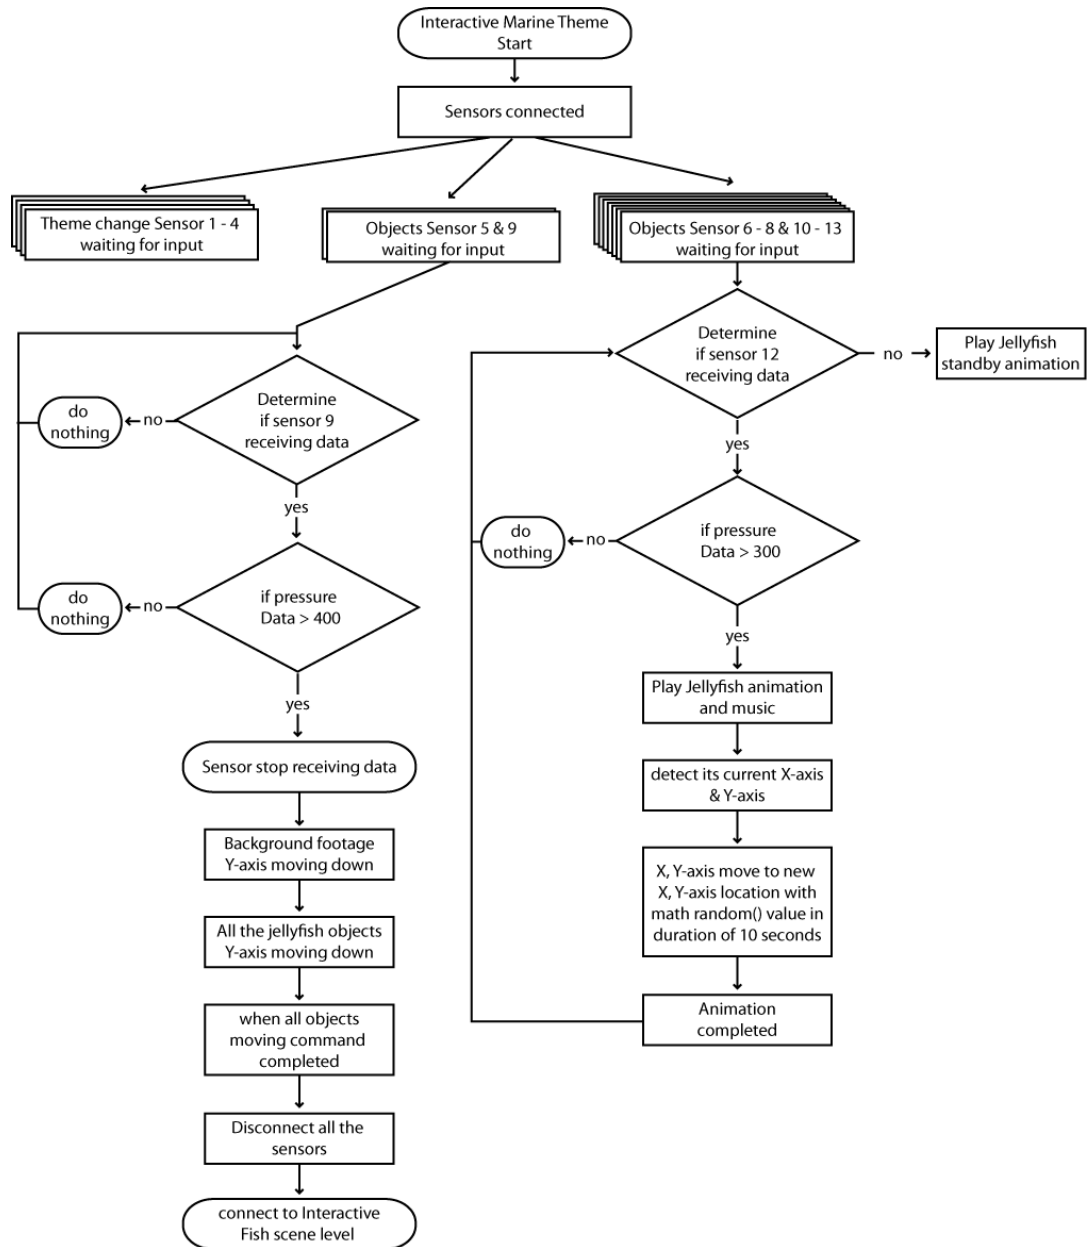 Interactive Marine Theme
Start
Sensors connected
Theme change Sensor 1 - 4
waiting for input
Objects Sensor 5 & 9
waiting for input
Objects Sensor 6 - 8 & 10 - 13
waiting for input
Determine
if sensor 9
receiving data
no
do
nothing
yes
if pressure
Data > 400
no
do
nothing
yes
Sensor stop receiving data
Background footage
Y-axis moving down
All the jellyfish objects
Y-axis moving down
when all objects
moving command
completed
Disconnect all the
sensors
connect to Interactive
Fish scene level
Determine
if sensor 12
receiving data
no
Play Jellyfish
standby animation
yes
if pressure
Data > 300
no
do
nothing
yes
Play Jellyfish animation
and music
detect its current X-axis
& Y-axis
X, Y-axis move to new
X, Y-axis location with
math random() value in
duration of 10 seconds
Animation
completed